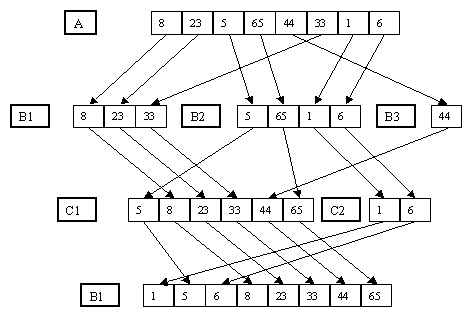 A 8 23 5 65 44 33 1 6
B1 8 23 33 B2 5 65 1 6 B3 44
C1 5 8 23 33 44 65 C2 1 6
B1 1 5 6 8 23 33 44 65